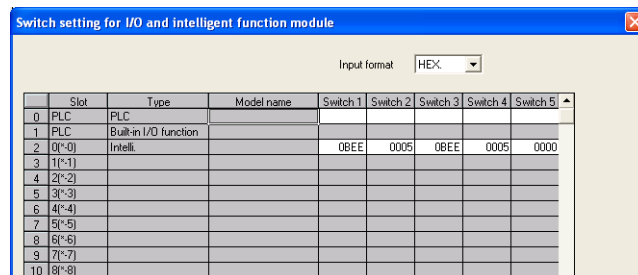 Switch setting for I/O and intelligent function module
Input format HEX.
Slot Type Model name Switch 1 Switch 2 Switch 3 Switch 4 Switch 5
0 PLC PLC
1 PLC Built-in I/O function
2 0(*-0) Intelli. 0BEE 0005 0BEE 0005 0000
3 1(*-1)
4 2(*-2)
5 3(*-3)
6 4(*-4)
7 5(*-5)
8 6(*-6)
9 7(*-7)
10 8(*-8)